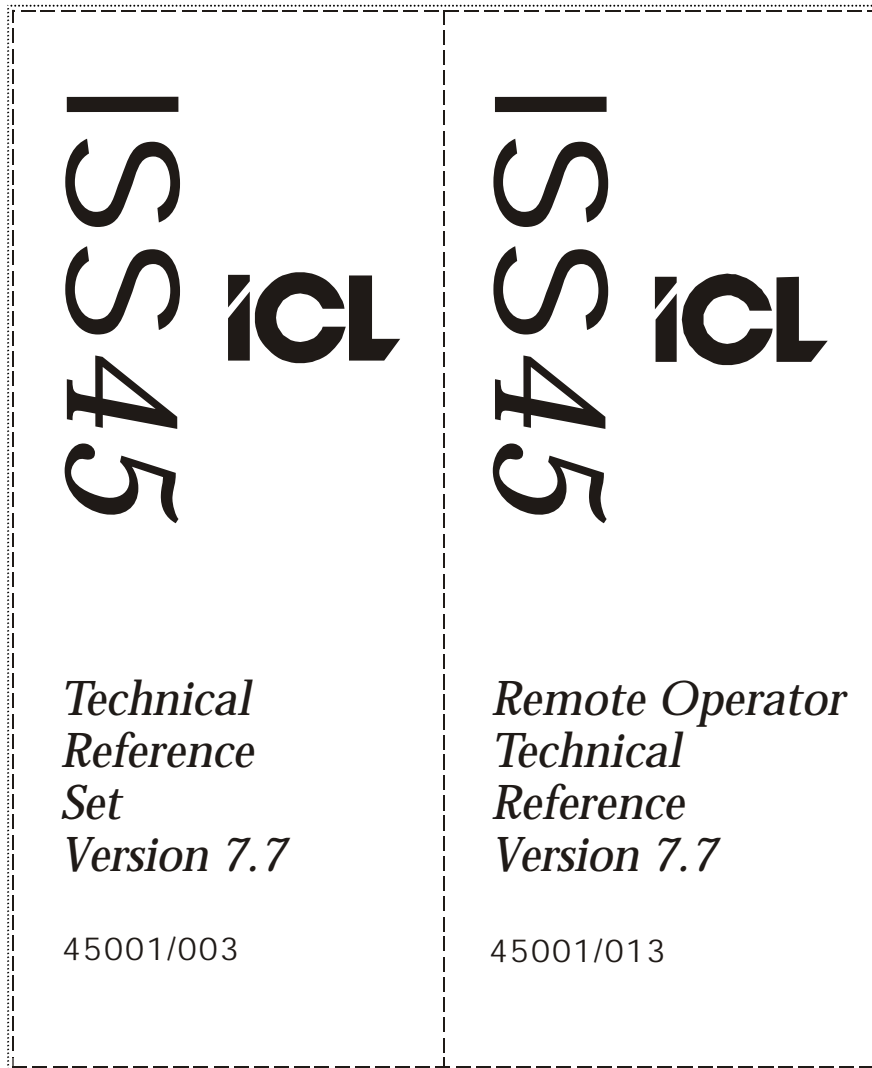 ISS45
ICL
Technical
Reference
Set
Version 7.7
45001/003
ISS45
ICL
Remote Operator
Technical
Reference
Version 7.7
45001/013